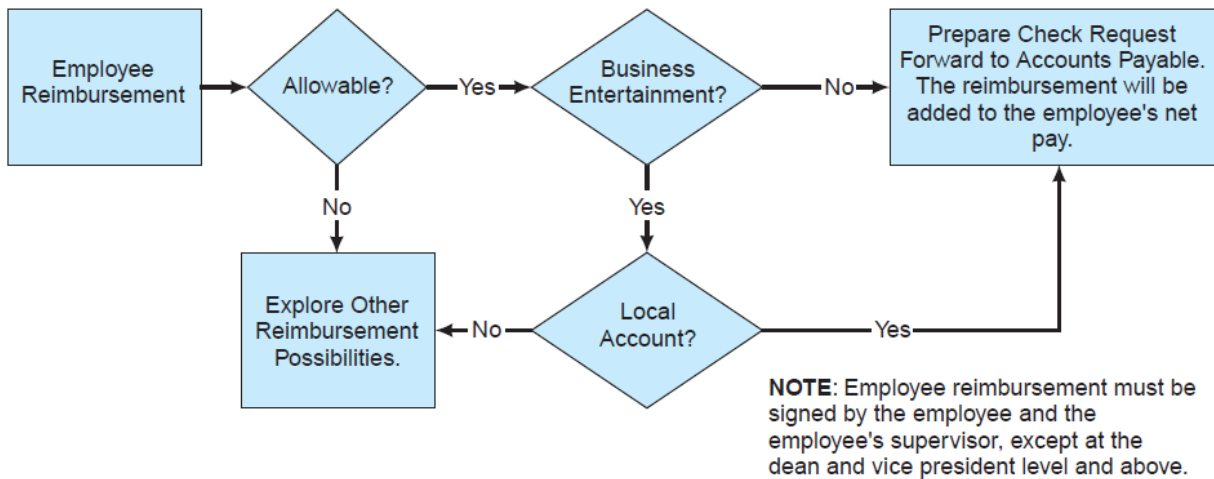 Employee
Reimbursement
Allowable?
Yes
Business
Entertainment?
No
Prepare Check Request
Forward to Accounts Payable.
The reimbursement will be
added to the employee's net
pay.
No
Yes
Explore Other
Reimbursement
Possibilities.
No
Local
Account?
Yes
NOTE: Employee reimbursement must be
signed by the employee and the
employee's supervisor, except at the
dean and vice president level and above.